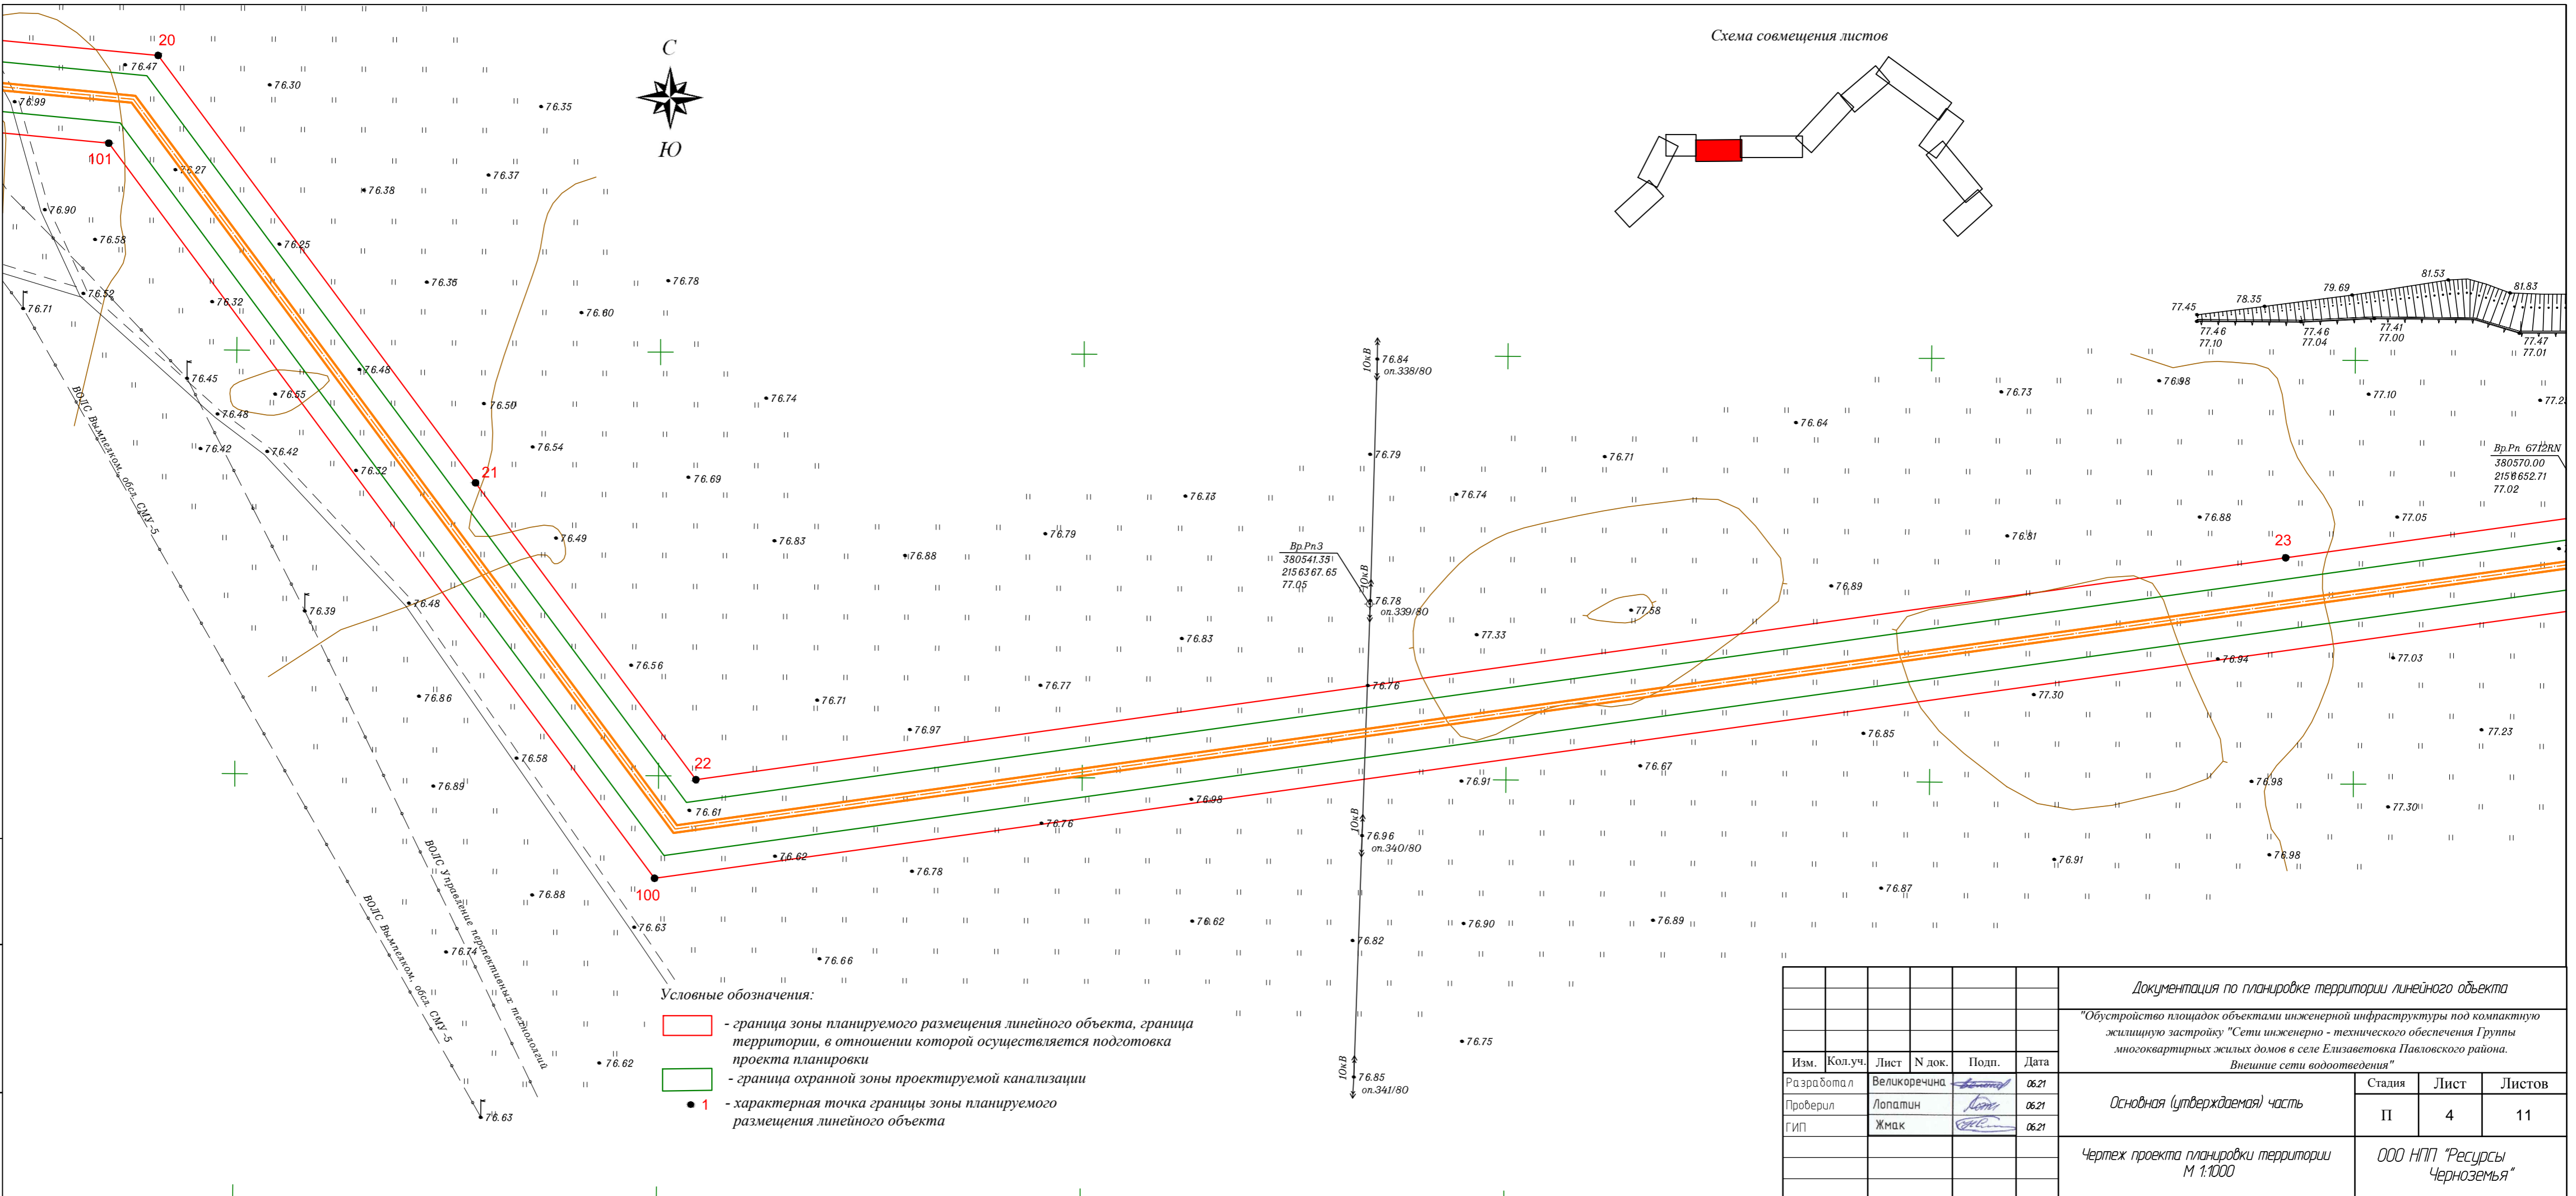 Схема совмещения листов
С
Ю
20
101
21
22
100
23
76.47
76.30
76.35
76.99
76.27
76.37
76.38
76.90
76.58
76.25
76.35
76.78
76.52
76.32
76.60
76.71
76.45
76.48
76.55
76.48
76.50
76.74
76.42
76.42
76.54
76.32
76.69
76.49
76.83
76.88
76.79
76.73
76.39
76.48
76.56
76.83
76.77
76.71
76.86
76.97
76.58
76.89
76.61
76.98
76.76
76.62
76.78
76.88
76.63
76.62
76.74
76.66
76.62
76.63
ВОЛС Вымпелком, обсл. СМУ-5
ВОЛС Вымпелком, обсл. СМУ-5
ВОЛС Управление перспективных технологий
10кВ
76.84
оп.338/80
76.79
Вр.Рп3
380541.35
2156367.65
77.05
10кВ
76.78
оп.339/80
76.76
10кВ
76.96
оп.340/80
76.82
10кВ
76.85
оп.341/80
76.74
76.71
76.64
76.73
76.98
77.10
77.45
78.35
79.69
81.53
81.83
77.46
77.10
77.46
77.04
77.41
77.00
77.47
77.01
Вр.Рп 6712RN
380570.00
77.02
76.88
77.05
76.81
76.89
77.58
77.33
76.94
77.03
77.30
77.23
76.85
76.67
76.91
76.98
77.30
76.98
76.91
76.87
76.90
76.89
76.75
Условные обозначения:
- граница зоны планируемого размещения линейного объекта, граница
территории, в отношении которой осуществляется подготовка
проекта планировки
- граница охранной зоны проектируемой канализации
1 - характерная точка границы зоны планируемого
размещения линейного объекта
Документация по планировке территории линейного объекта
"Обустройство площадок объектами инженерной инфраструктуры под компактную
жилищную застройку "Сети инженерно - технического обеспечения Группы
многоквартирных жилых домов в селе Елизаветовка Павловского района.
Внешние сети водоотведения"
Изм. Кол.уч. Лист N док. Подп. Дата
Разработал Великоречина 06.21
Проверил Лопатин 06.21
ГИП Жмак 06.21
Основная (утверждаемая) часть
Стадия Лист Листов
П 4 11
Чертеж проекта планировки территории
М 1:1000
ООО НПП "Ресурсы
Черноземья"